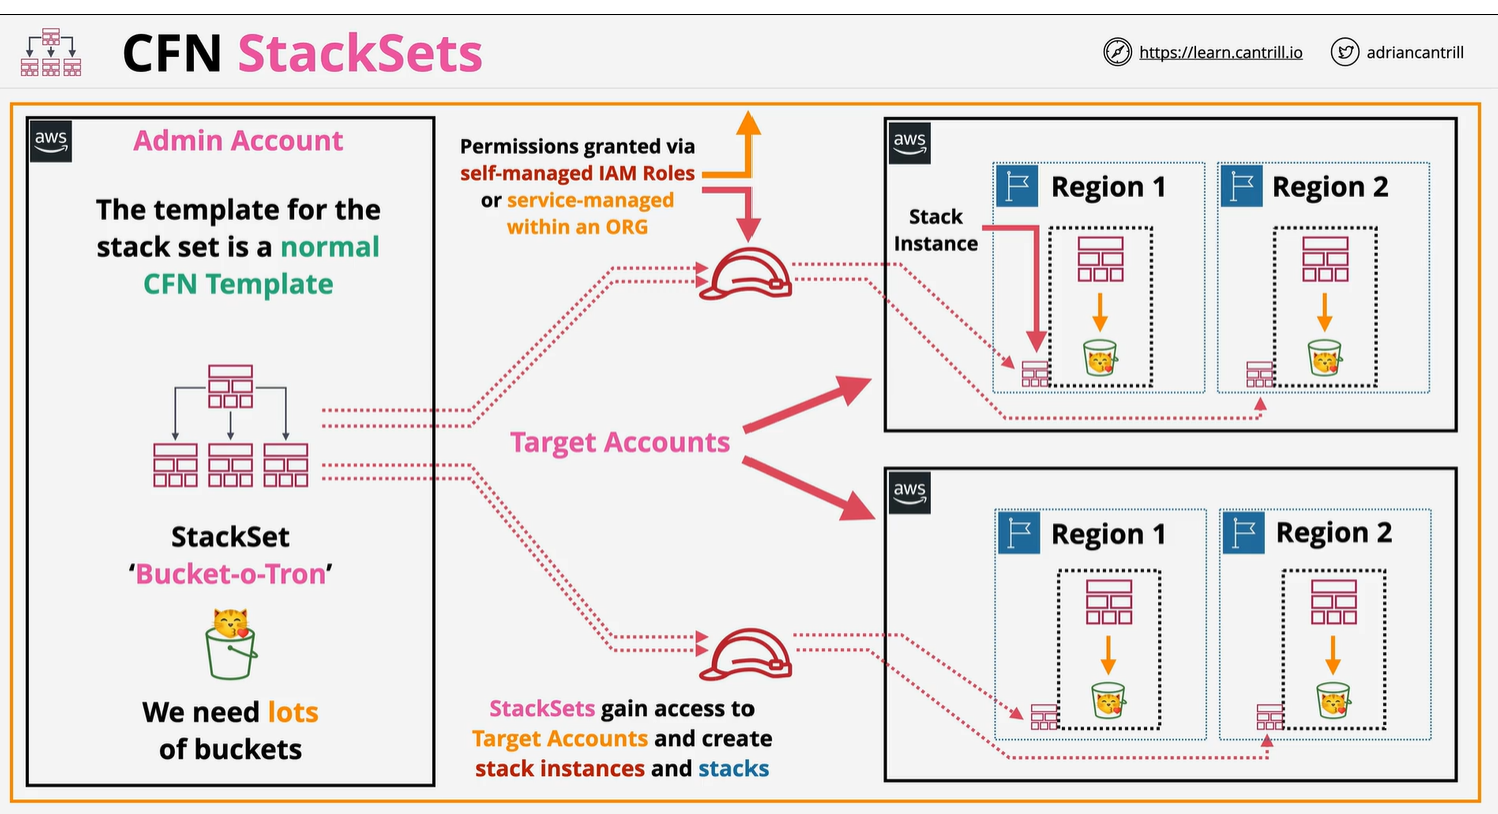 CFN StackSets
https://learn.cantrill.io
adriancantrill
aws
Admin Account
The template for the
stack set is a normal
CFN Template
StackSet
‘Bucket-o-Tron’
We need lots
of buckets
Permissions granted via
self-managed IAM Roles
or service-managed
within an ORG
Target Accounts
StackSets gain access to
Target Accounts and create
stack instances and stacks
aws
Stack
Instance
Region 1
Region 2
aws
Region 1
Region 2